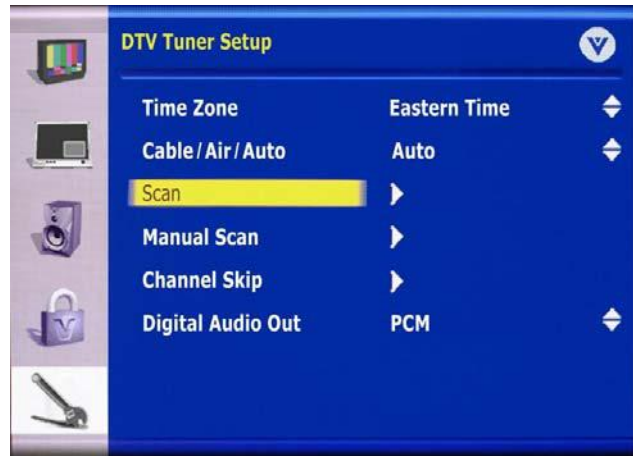 DTV Tuner Setup
V
Time Zone Eastern Time
Cable/Air/Auto Auto
Scan
Manual Scan
Channel Skip
Digital Audio Out PCM
V